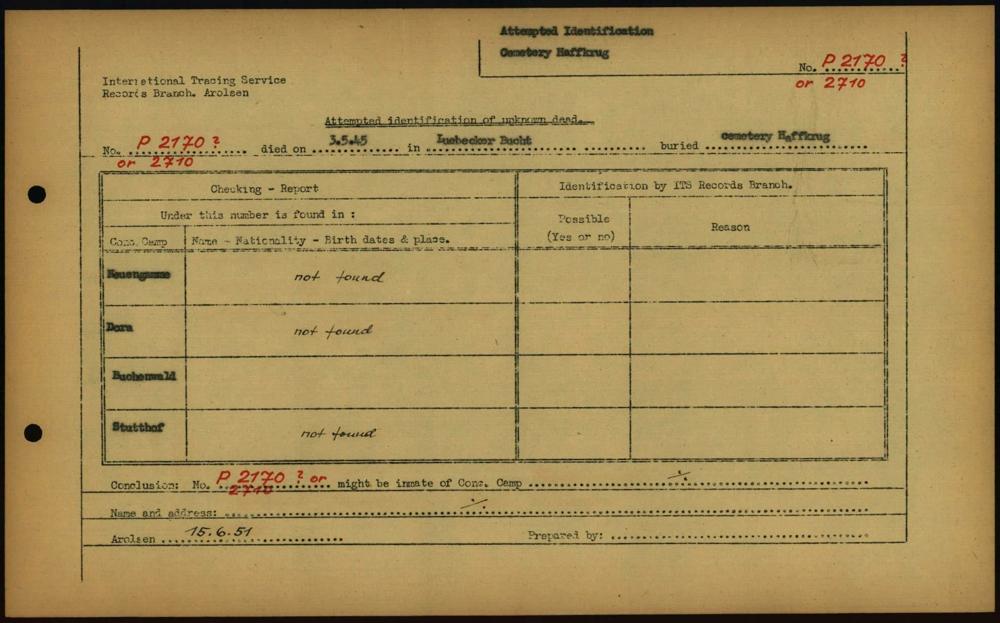 Attempted Identification
Cemetery Haffkrug
No. P 2170 ?
or 2710
International Tracing Service
Records Branch. Arolsen
Attempted identification of unknown dead.
No. P 2170 ? died on 3.5.45 in Luebecker Bucht buried cemetery Haffkrug
or 2710
Checking - Report
Identification by ITS Records Branch.
Under this number is found in :
Possible
(Yes or no)
Reason
Conc. Camp
Name - Nationality - Birth dates & place.
Neuengamme not found
Dora not found
Buchenwald
Stutthof not found
Conclusion: No. P 2170 ? or might be inmate of Conc. Camp ./.
2710
Name and address: ./.
Arolsen 15.6.51 Prepared by: